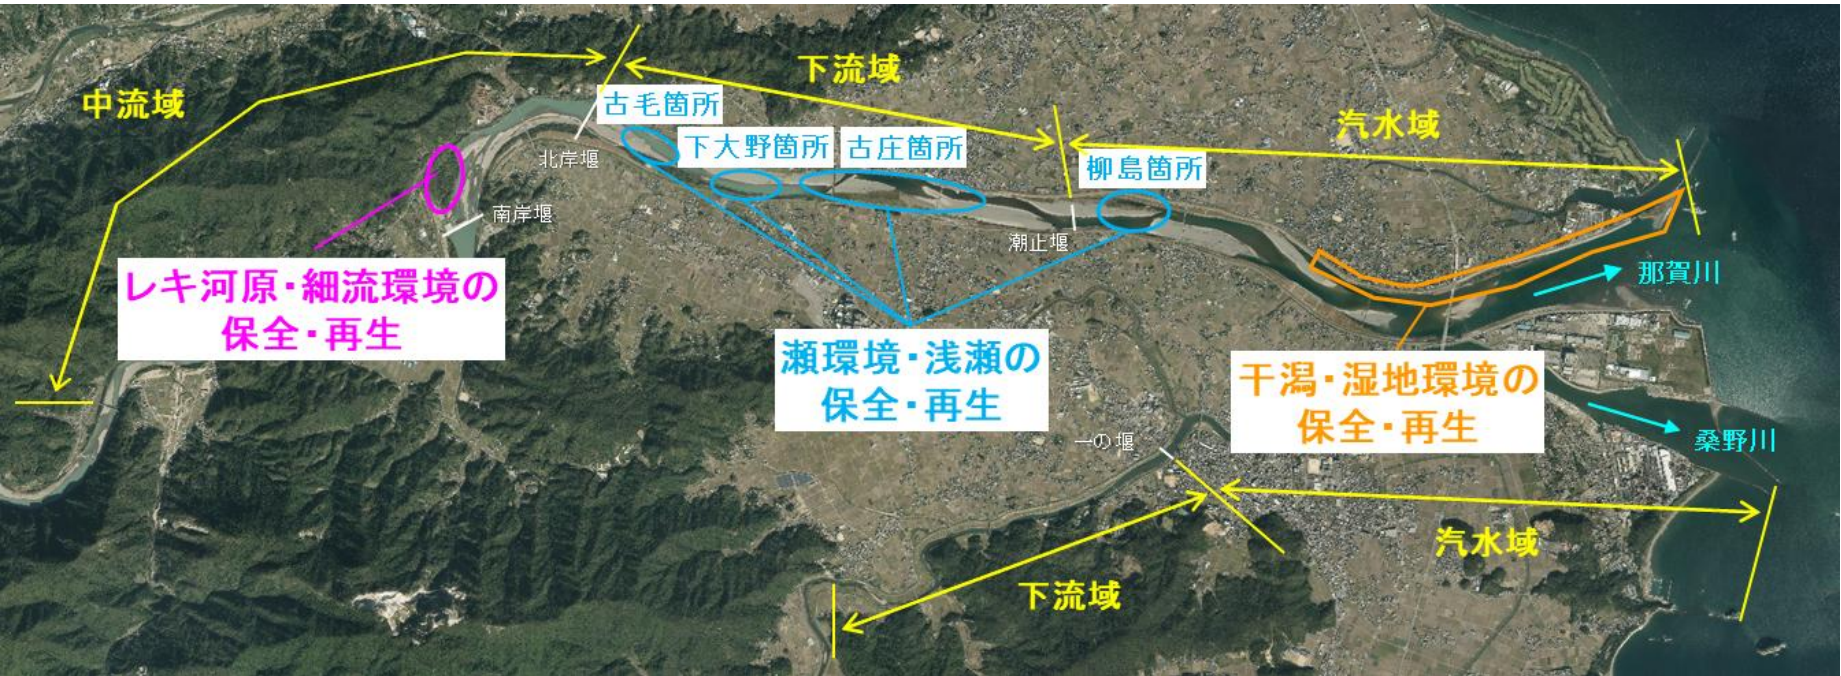 中流域
下流域
汽水域
古毛箇所
下大野箇所
古庄箇所
柳島箇所
北岸堰
南岸堰
潮止堰
レキ河原・細流環境の
保全・再生
瀬環境・浅瀬の
保全・再生
干潟・湿地環境の
保全・再生
那賀川
桑野川
一の堰
下流域
汽水域